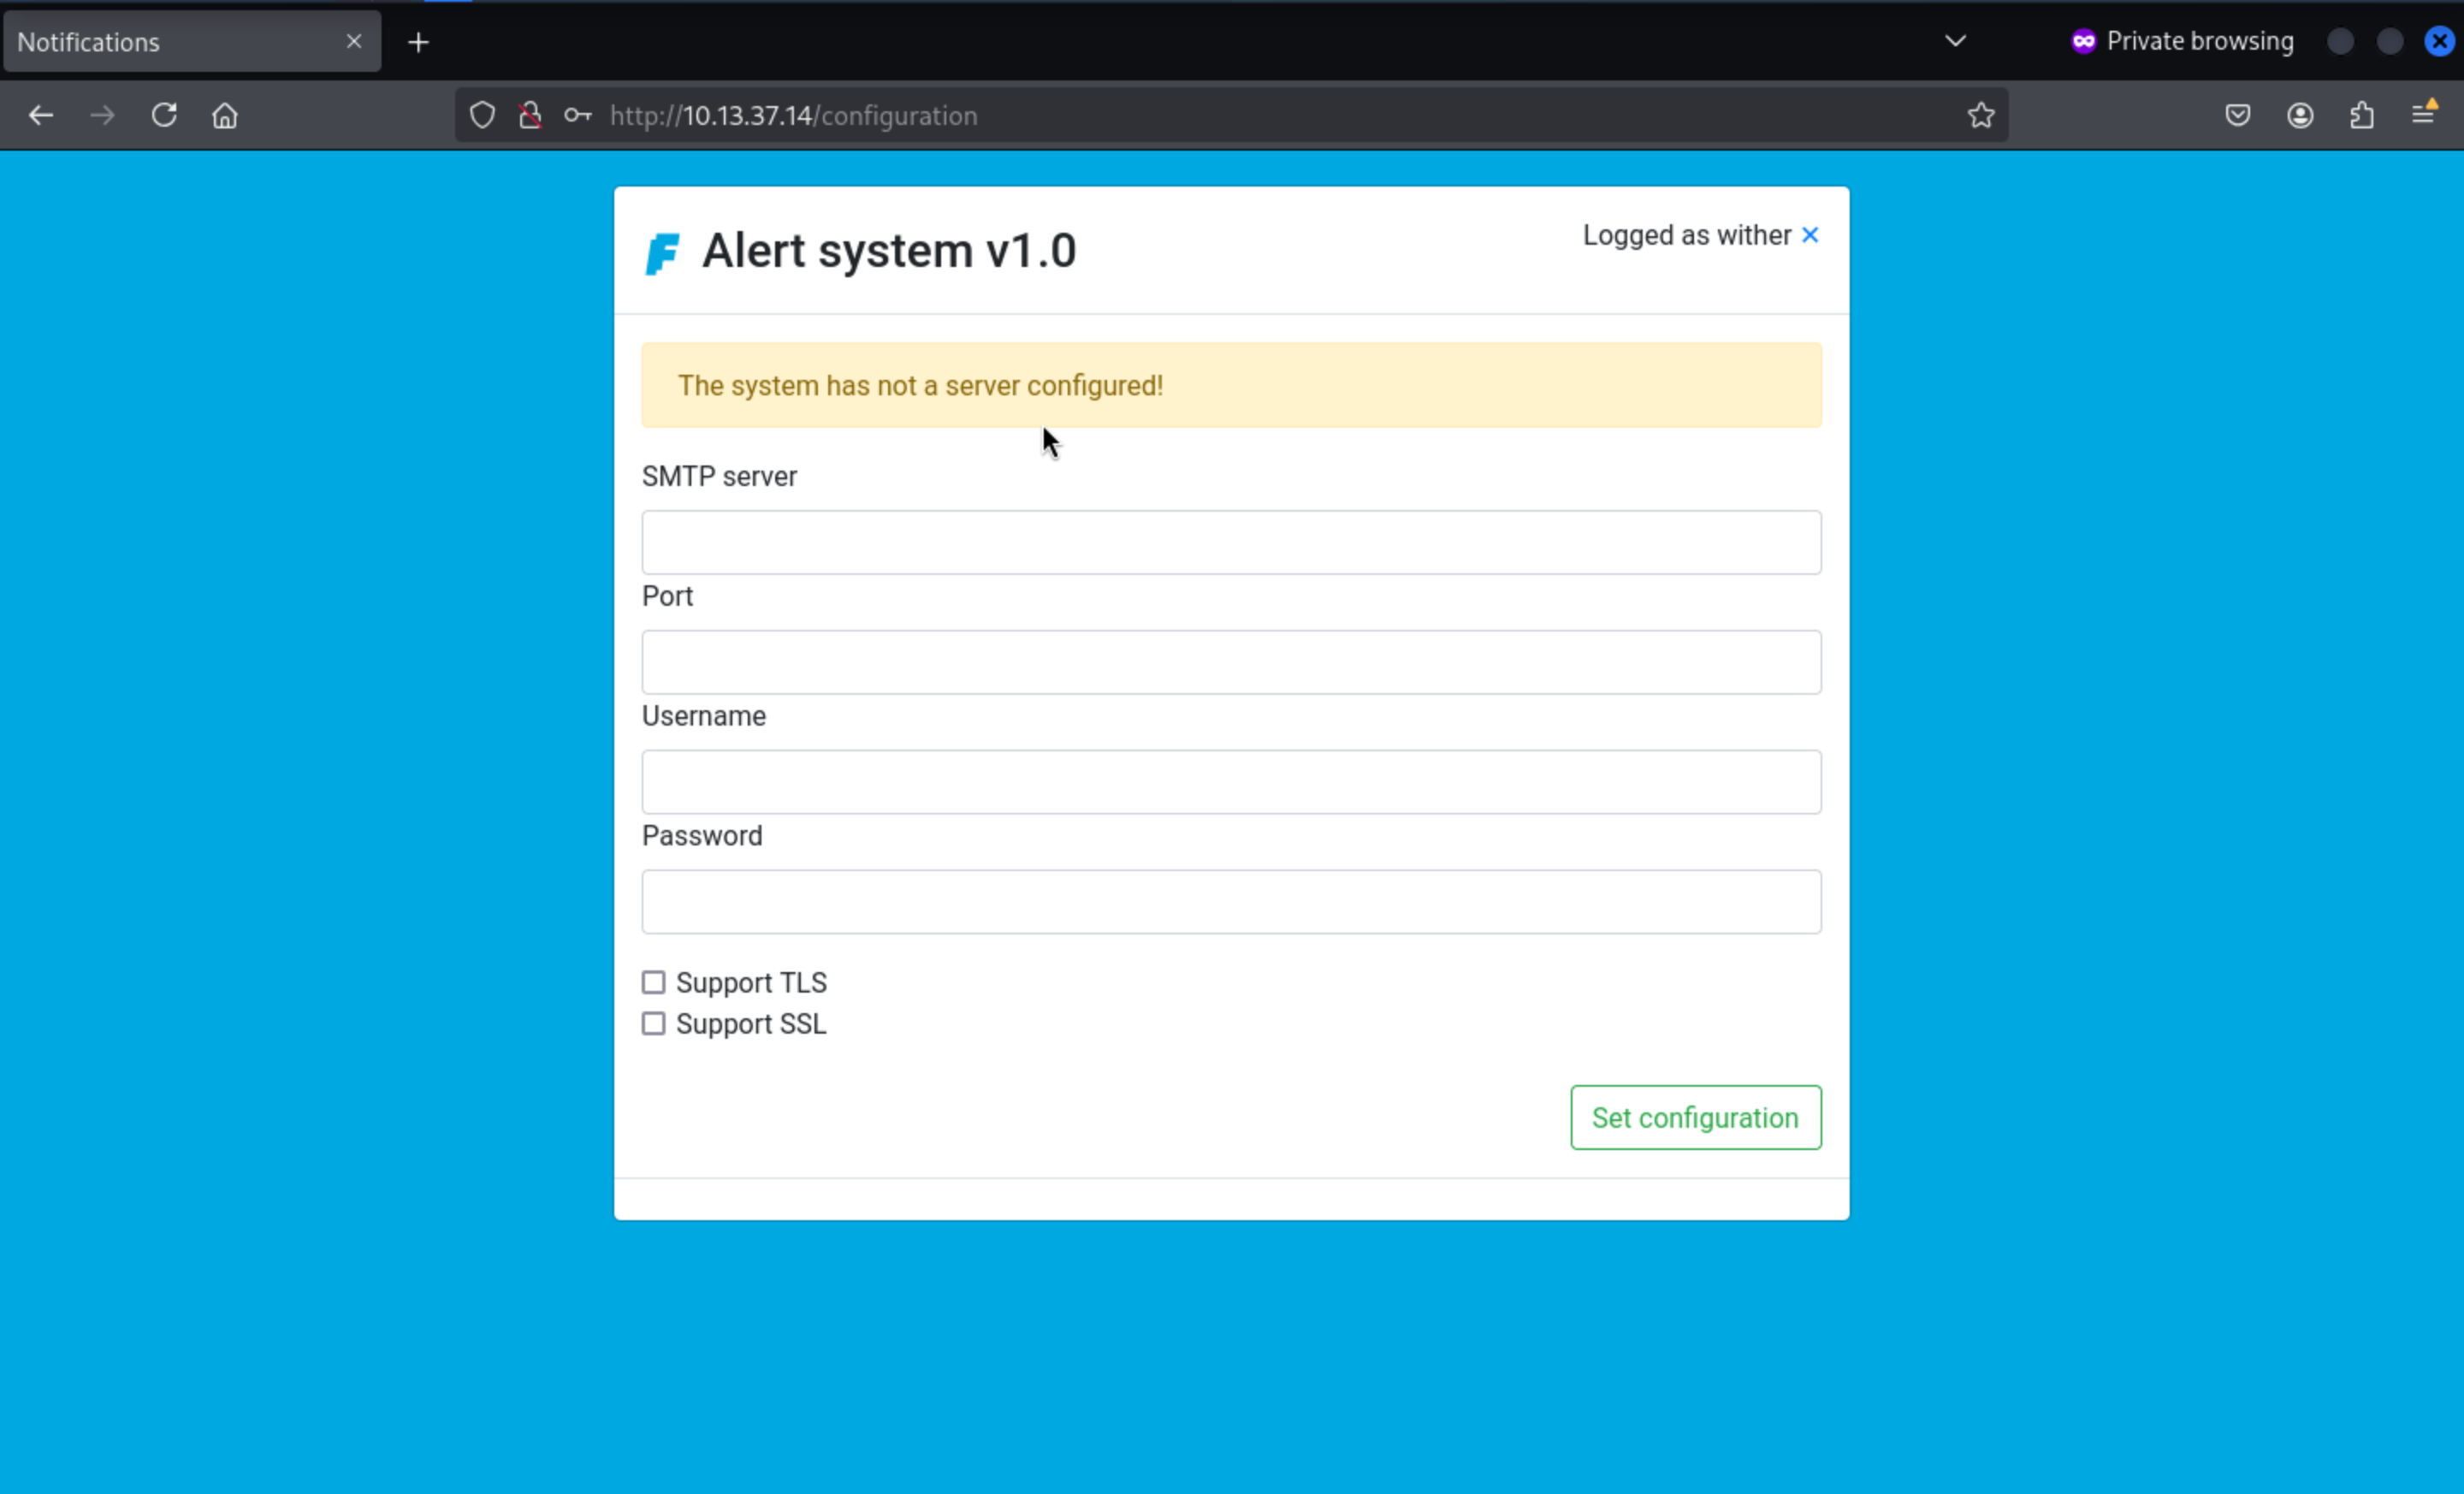 Notifications
Private browsing
http://10.13.37.14/configuration
Alert system v1.0
Logged as wither
The system has not a server configured!
SMTP server
Port
Username
Password
Support TLS
Support SSL
Set configuration